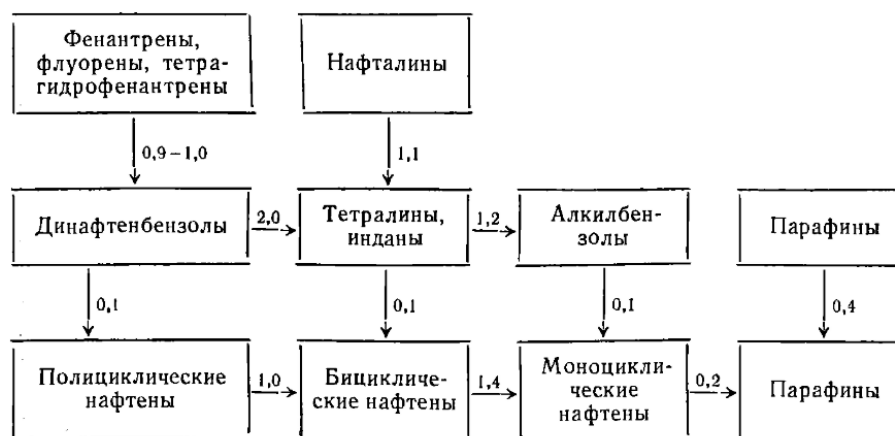 Фенантрены,
флуорены, тетра-
гидрофенантрены
Нафталины
0,9–1,0
1,1
Динафтенбензолы
2,0
Тетралины,
инданы
1,2
Алкилбен-
золы
Парафины
0,1
0,1
0,1
0,4
Полициклические
нафтены
1,0
Бицикличе-
ские нафтены
1,4
Моноцикли-
ческие
нафтены
0,2
Парафины